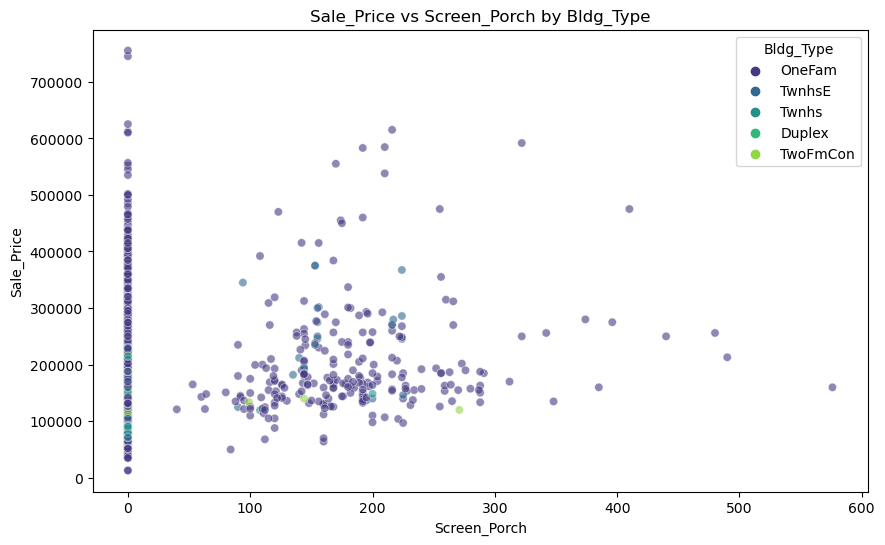 Sale_Price vs Screen_Porch by Bldg_Type
Bldg_Type
OneFam
TwnhsE
Twnhs
Duplex
TwoFmCon
Sale_Price
700000
600000
500000
400000
300000
200000
100000
0
0 100 200 300 400 500 600
Screen_Porch